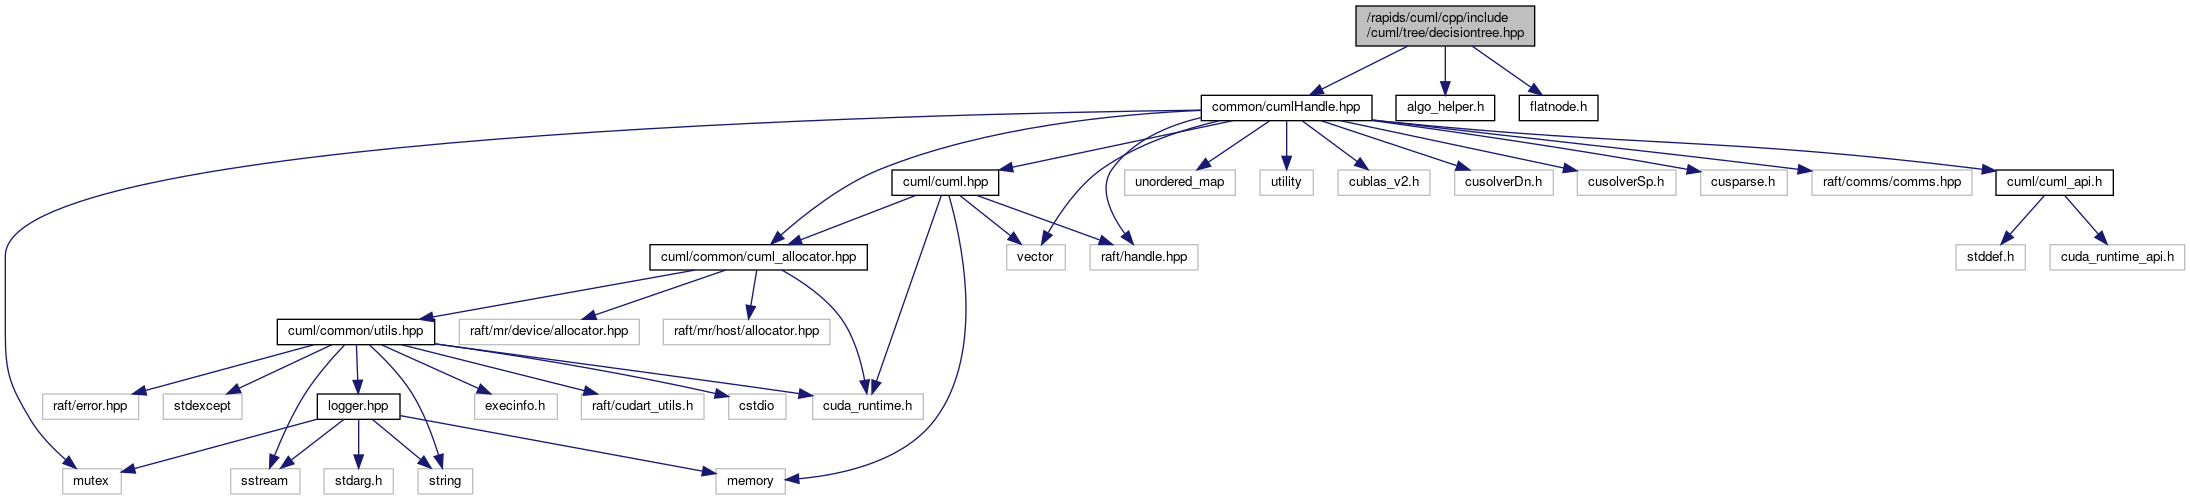 /rapids/cuml/cpp/include
/cuml/tree/decisiontree.hpp
common/cumlHandle.hpp
algo_helper.h
flatnode.h
cuml/cuml.hpp
unordered_map
utility
cublas_v2.h
cusolverDn.h
cusolverSp.h
cusparse.h
raft/comms/comms.hpp
cuml/cuml_api.h
cuml/common/cuml_allocator.hpp
vector
raft/handle.hpp
stddef.h
cuda_runtime_api.h
cuml/common/utils.hpp
raft/mr/device/allocator.hpp
raft/mr/host/allocator.hpp
raft/error.hpp
stdexcept
logger.hpp
execinfo.h
raft/cudart_utils.h
cstdio
cuda_runtime.h
mutex
sstream
stdarg.h
string
memory